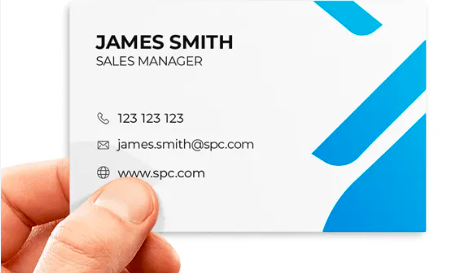 JAMES SMITH
SALES MANAGER
123 123 123
james.smith@spc.com
www.spc.com